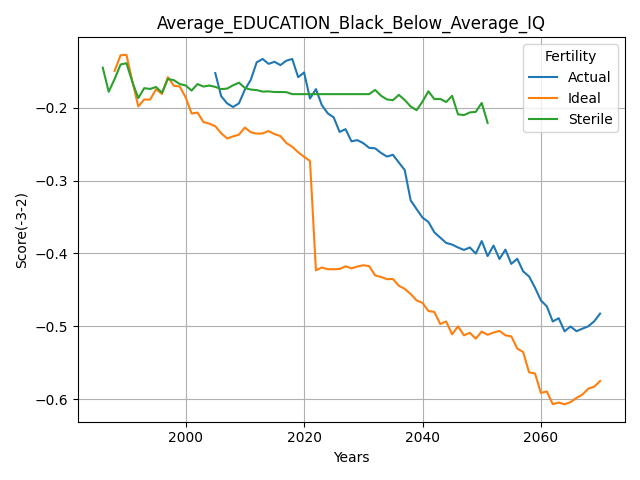 Average_EDUCATION_Black_Below_Average_IQ
Fertility
Actual
Ideal
Sterile
Score(-3-2)
−0.2
−0.3
−0.4
−0.5
−0.6
2000
2020
2040
2060
Years